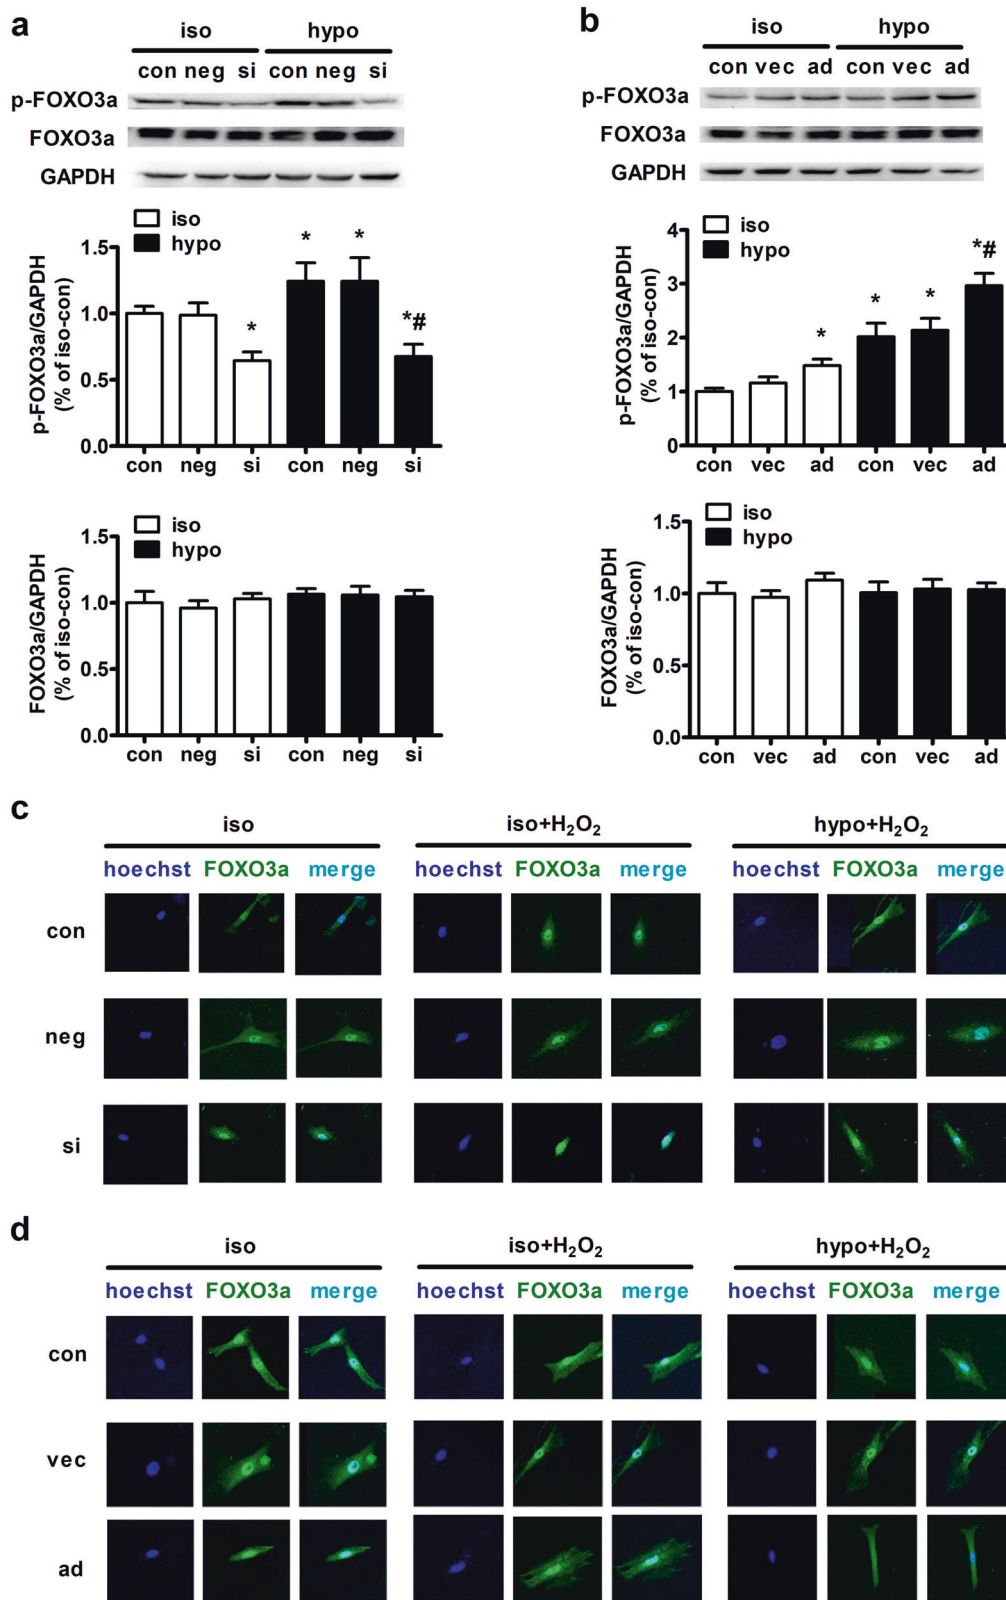 a
iso hypo
con neg si con neg si
p-FOXO3a
FOXO3a
GAPDH
iso
hypo
p-FOXO3a/GAPDH
(% of iso-con)
1.5
1.0
0.5
0.0
* * * *#
con neg si con neg si
iso
hypo
FOXO3a/GAPDH
(% of iso-con)
1.5
1.0
0.5
0.0
con neg si con neg si
b
iso hypo
con vec ad con vec ad
p-FOXO3a
FOXO3a
GAPDH
iso
hypo
p-FOXO3a/GAPDH
(% of iso-con)
4
3
2
1
0
* * * *#
con vec ad con vec ad
iso
hypo
FOXO3a/GAPDH
(% of iso-con)
1.5
1.0
0.5
0.0
con vec ad con vec ad
c
iso iso+H₂O₂ hypo+H₂O₂
hoechst FOXO3a merge hoechst FOXO3a merge hoechst FOXO3a merge
con
neg
si
d
iso iso+H₂O₂ hypo+H₂O₂
hoechst FOXO3a merge hoechst FOXO3a merge hoechst FOXO3a merge
con
vec
ad